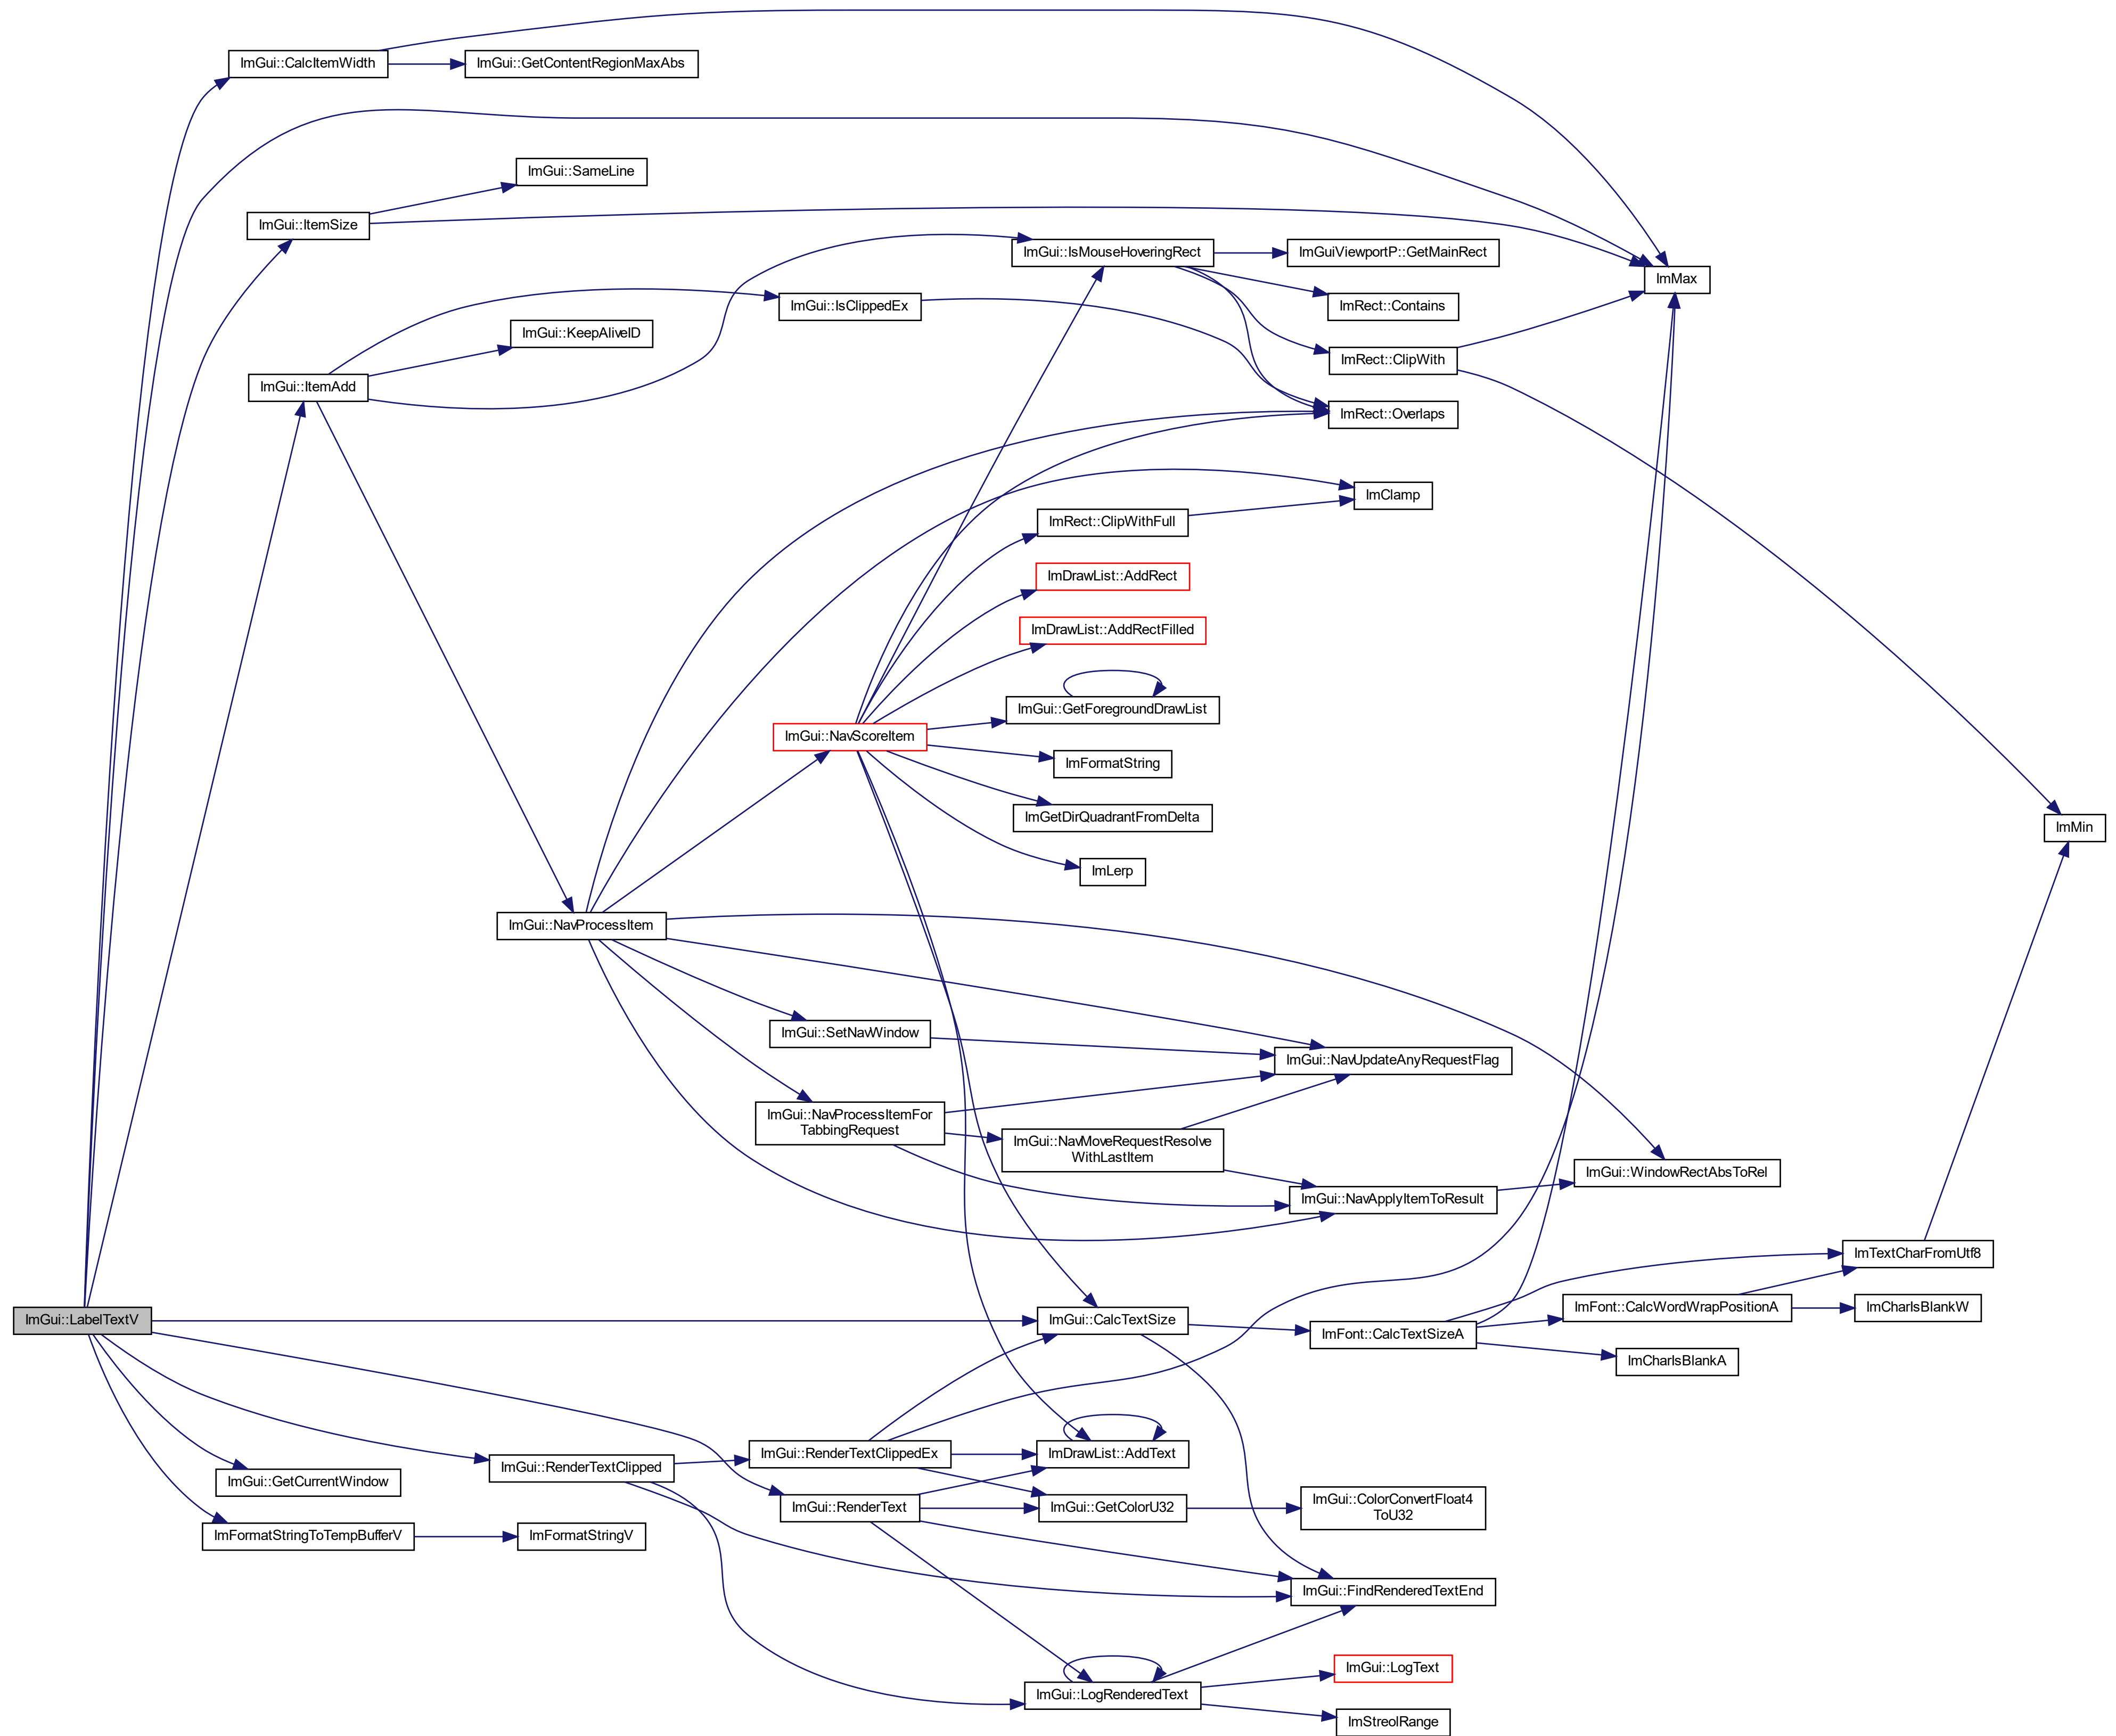 ImGui::CalcItemWidth
ImGui::GetContentRegionMaxAbs
ImGui::SameLine
ImGui::ItemSize
ImGui::IsMouseHoveringRect
ImGuiViewportP::GetMainRect
ImMax
ImGui::IsClippedEx
ImRect::Contains
ImGui::KeepAliveID
ImRect::ClipWith
ImGui::ItemAdd
ImRect::Overlaps
ImClamp
ImRect::ClipWithFull
ImDrawList::AddRect
ImDrawList::AddRectFilled
ImGui::GetForegroundDrawList
ImGui::NavScoreItem
ImFormatString
ImGetDirQuadrantFromDelta
ImMin
ImLerp
ImGui::NavProcessItem
ImGui::SetNavWindow
ImGui::NavUpdateAnyRequestFlag
ImGui::NavProcessItemFor
TabbingRequest
ImGui::NavMoveRequestResolve
WithLastItem
ImGui::WindowRectAbsToRel
ImGui::NavApplyItemToResult
ImTextCharFromUtf8
ImGui::LabelTextV
ImGui::CalcTextSize
ImFont::CalcTextSizeA
ImFont::CalcWordWrapPositionA
ImCharIsBlankW
ImCharIsBlankA
ImGui::RenderTextClippedEx
ImDrawList::AddText
ImGui::RenderTextClipped
ImGui::GetCurrentWindow
ImGui::RenderText
ImGui::GetColorU32
ImGui::ColorConvertFloat4
ToU32
ImFormatStringToTempBufferV
ImFormatStringV
ImGui::FindRenderedTextEnd
ImGui::LogText
ImGui::LogRenderedText
ImStreolRange